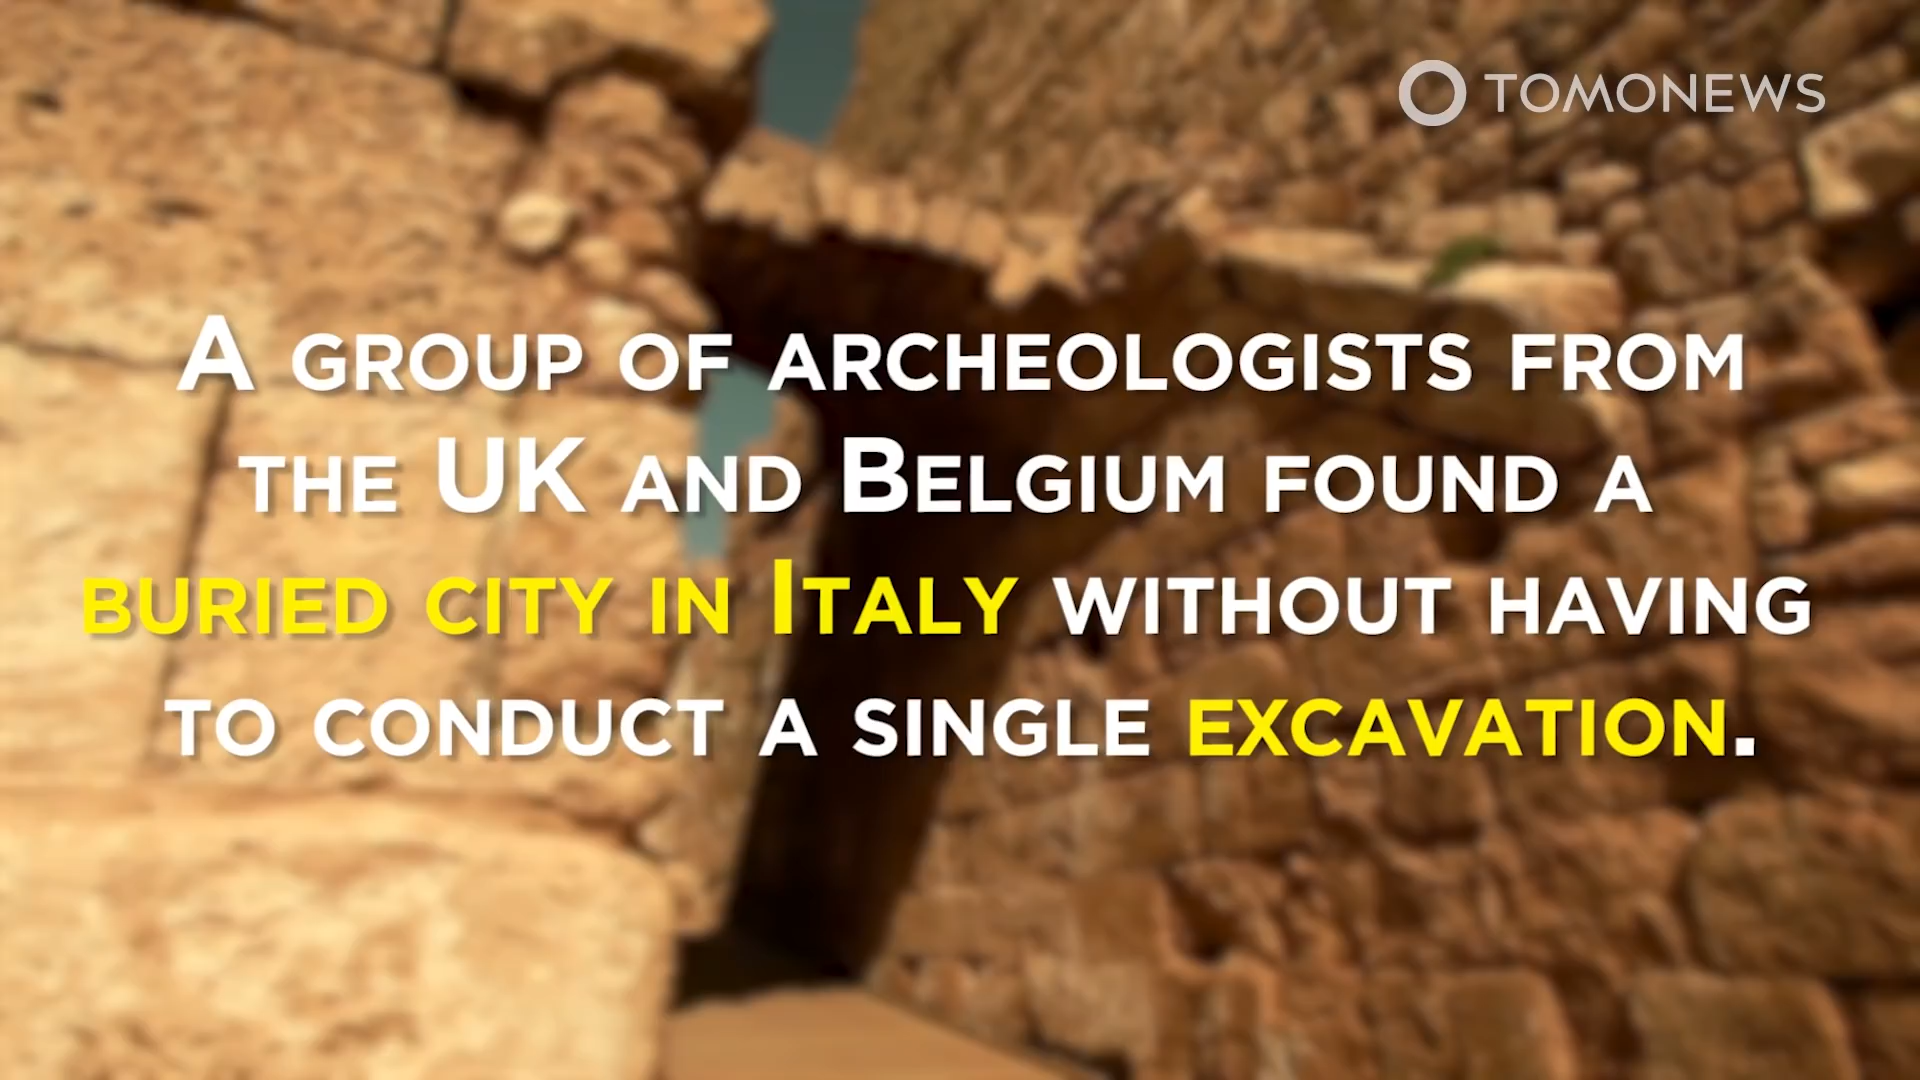 TOMONEWS
A GROUP OF ARCHEOLOGISTS FROM
THE UK AND BELGIUM FOUND A
BURIED CITY IN ITALY WITHOUT HAVING
TO CONDUCT A SINGLE EXCAVATION.